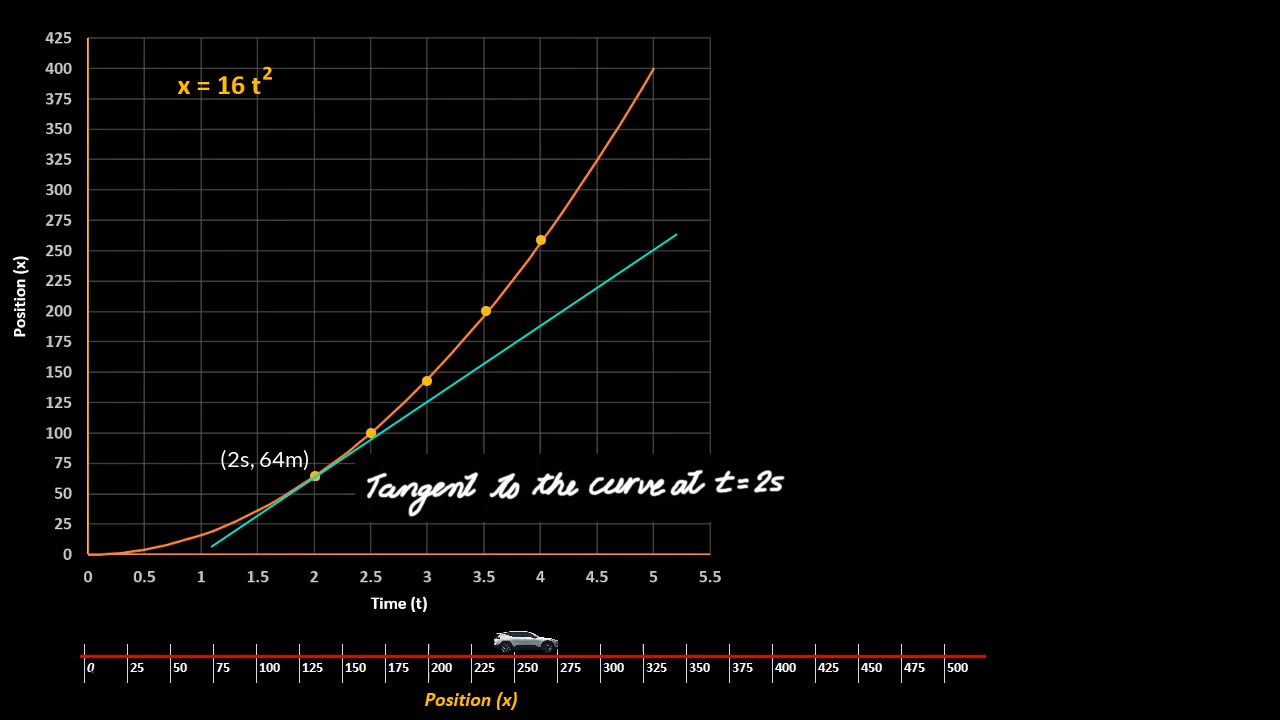 425
400
x = 16 t²
375
350
325
300
275
250
225
Position (x)
200
175
150
125
100
(2s, 64m)
75
Tangent to the curve at t=2s
50
25
0
0 0.5 1 1.5 2 2.5 3 3.5 4 4.5 5 5.5
Time (t)
0 25 50 75 100 125 150 175 200 225 250 275 300 325 350 375 400 425 450 475 500
Position (x)